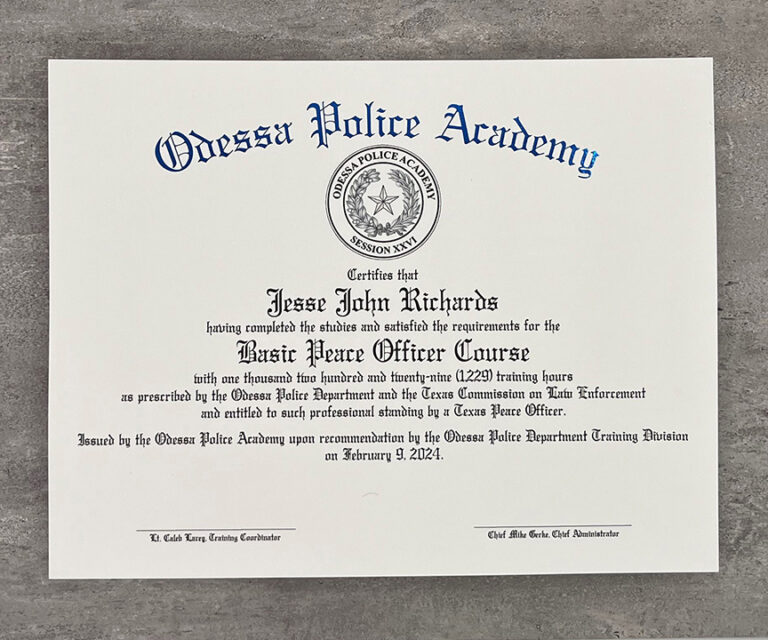 Odessa Police Academy
ODESSA POLICE ACADEMY
SESSION XXVI
Certifies that
Jesse John Richards
having completed the studies and satisfied the requirements for the
Basic Peace Officer Course
with one thousand two hundred and twenty-nine (1,229) training hours
as prescribed by the Odessa Police Department and the Texas Commission on Law Enforcement
and entitled to such professional standing by a Texas Peace Officer.
Issued by the Odessa Police Academy upon recommendation by the Odessa Police Department Training Division
on February 9, 2024.
Lt. Caleb Lacey, Training Coordinator
Chief Mike Gerke, Chief Administrator